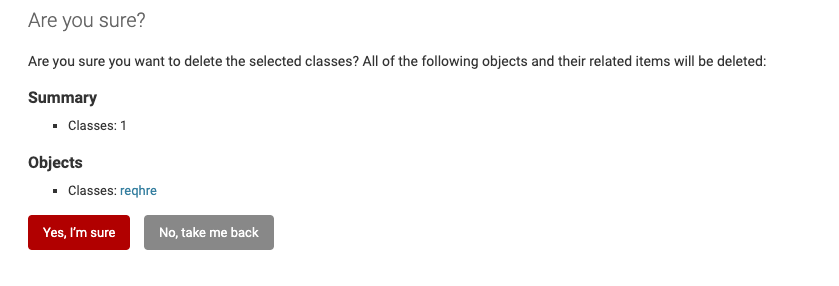 Are you sure?
Are you sure you want to delete the selected classes? All of the following objects and their related items will be deleted:
Summary
Classes: 1
Objects
Classes: reqhre
Yes, I'm sure
No, take me back